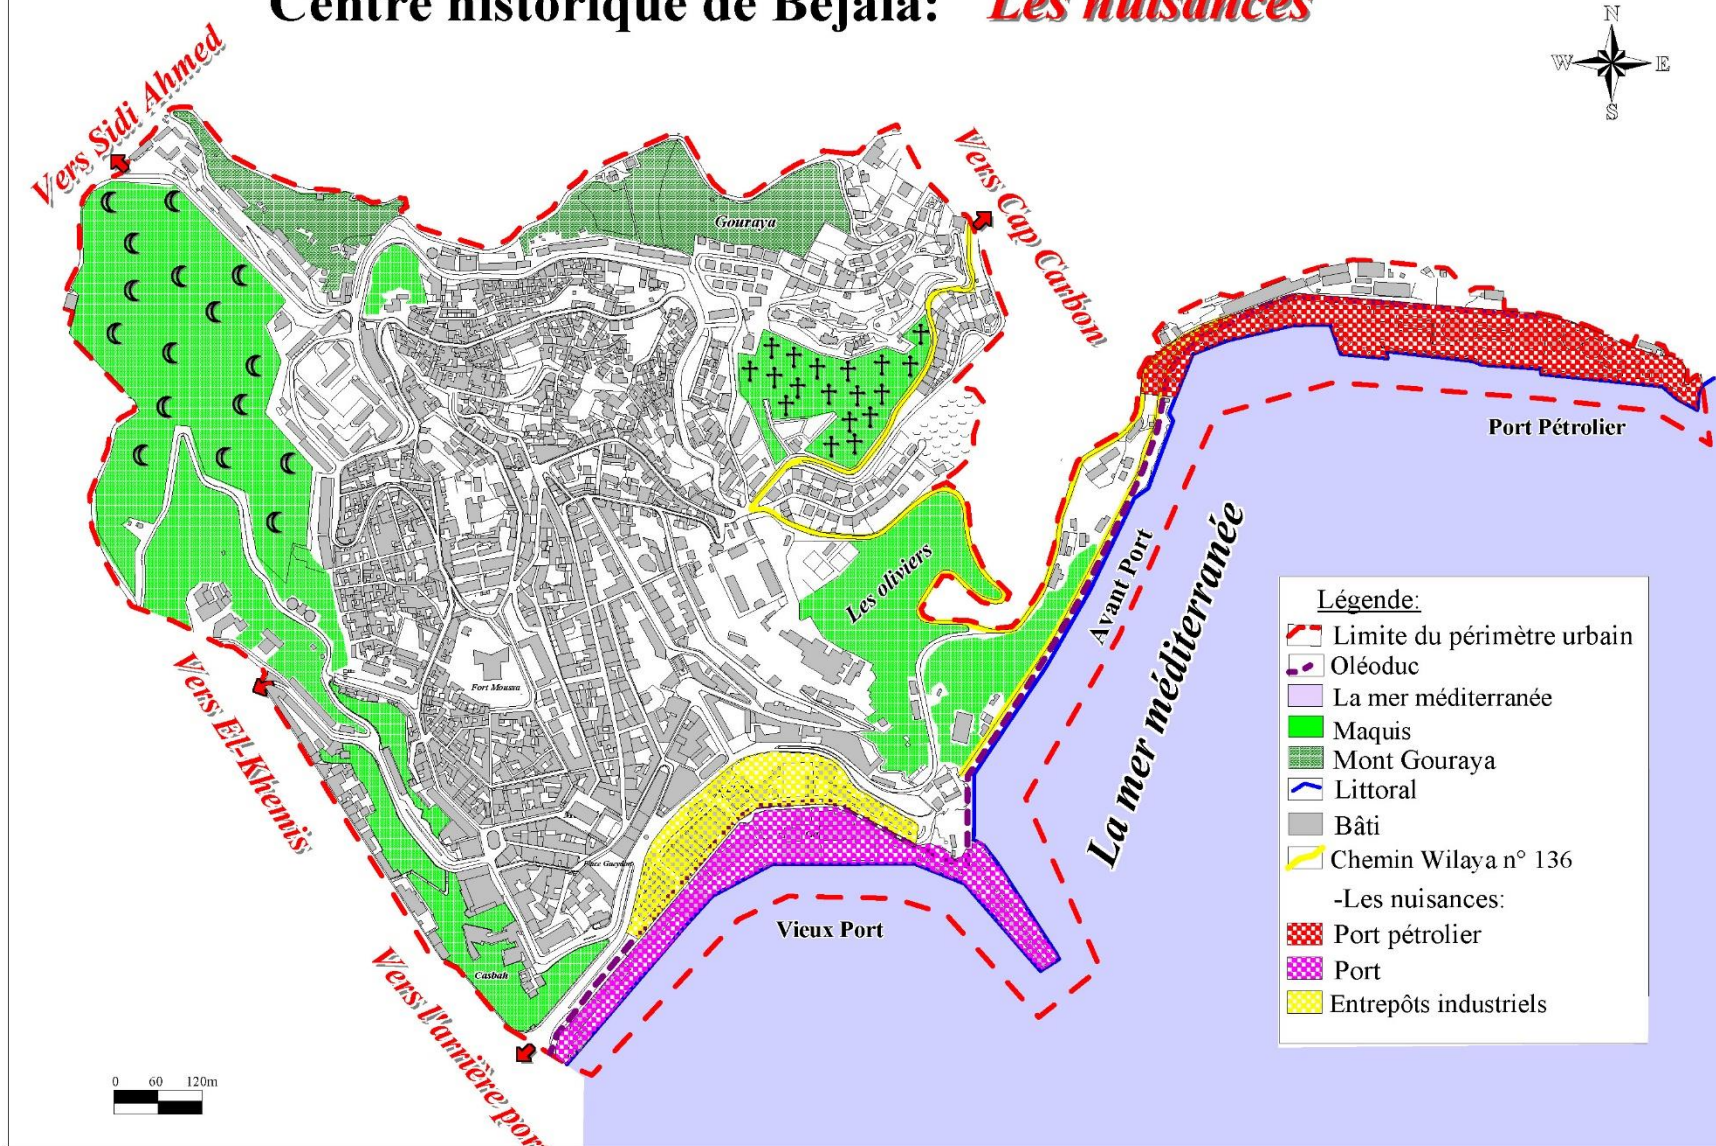 Centre historique de Béjaia: Les nuisances
N
W E
S
Vers Sidi Ahmed
Vers Cap Carbon
Gouraya
Port Pétrolier
Les oliviers
Avant Port
La mer méditerranée
Fort Moussa
Vers El-Khemis
Place Gueydon
Vieux Port
Casbah
Vers l'arrière port
0 60 120m
Légende:
Limite du périmètre urbain
Oléoduc
La mer méditerranée
Maquis
Mont Gouraya
Littoral
Bâti
Chemin Wilaya n° 136
-Les nuisances:
Port pétrolier
Port
Entrepôts industriels